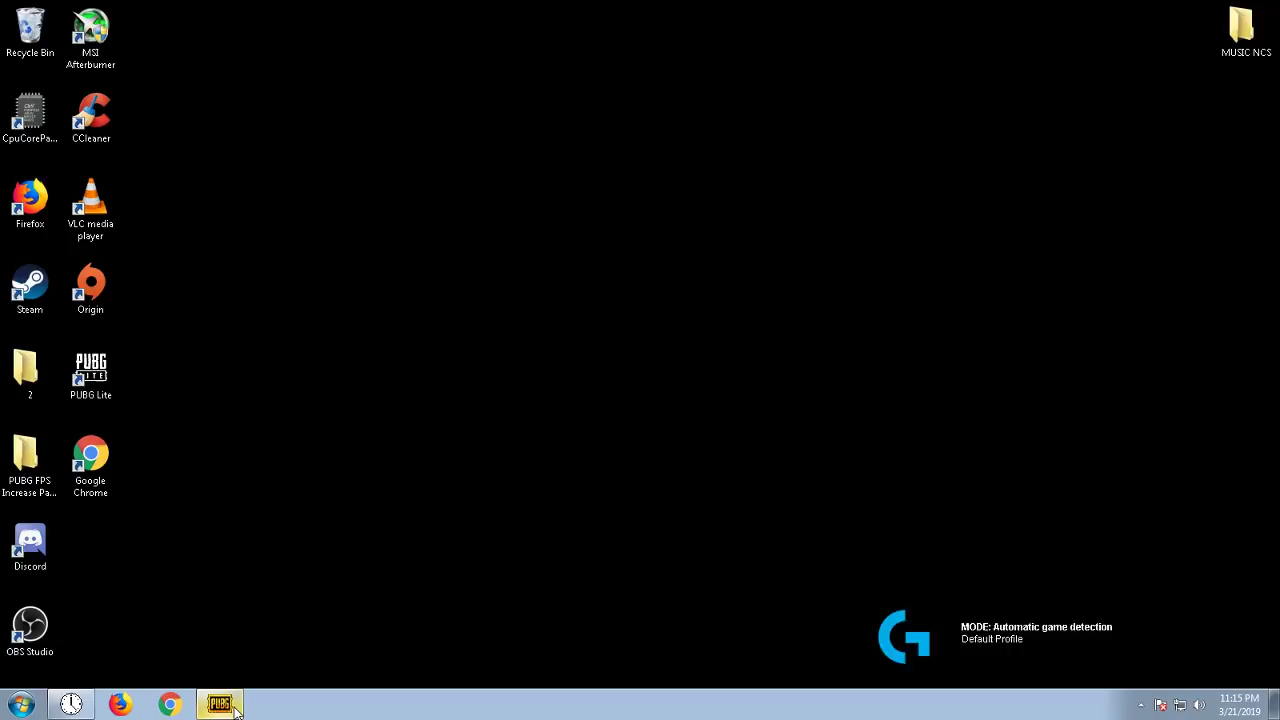 Recycle Bin
MSI
Afterburner
MUSIC NCS
CpuCorePa...
CCleaner
Firefox
VLC media
player
Steam
Origin
2
PUBG
LITE
PUBG Lite
PUBG FPS
Increase Pa...
Google
Chrome
Discord
OBS Studio
MODE: Automatic game detection
Default Profile
PUBG
11:15 PM
3/21/2019